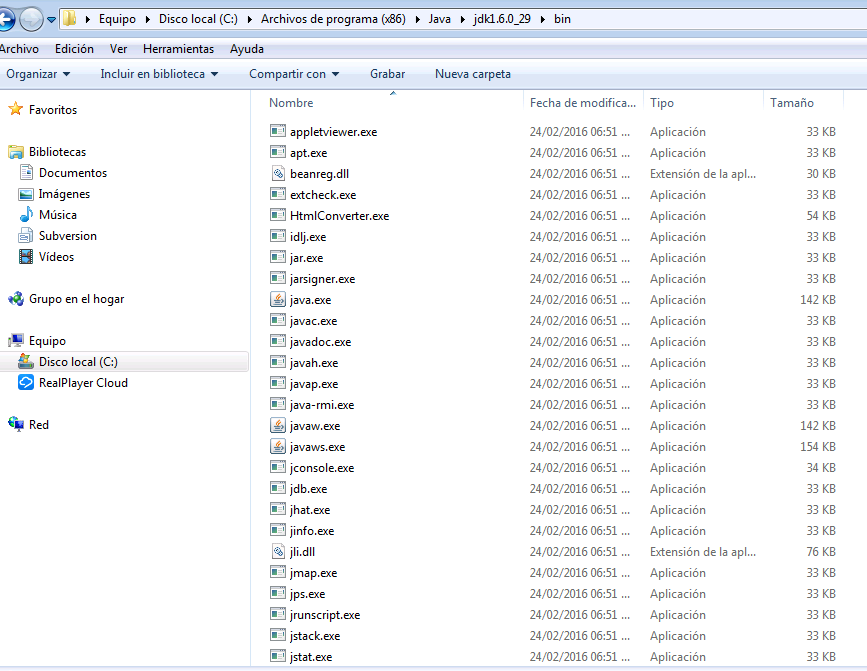 Equipo Disco local (C:) Archivos de programa (x86) Java jdk1.6.0_29 bin
Archivo Edición Ver Herramientas Ayuda
Organizar Incluir en biblioteca Compartir con Grabar Nueva carpeta
Favoritos
Bibliotecas
Documentos
Imágenes
Música
Subversion
Vídeos
Grupo en el hogar
Equipo
Disco local (C:)
RealPlayer Cloud
Red
Nombre Fecha de modifica... Tipo Tamaño
appletviewer.exe 24/02/2016 06:51 ... Aplicación 33 KB
apt.exe 24/02/2016 06:51 ... Aplicación 33 KB
beanreg.dll 24/02/2016 06:51 ... Extensión de la apl... 30 KB
extcheck.exe 24/02/2016 06:51 ... Aplicación 33 KB
HtmlConverter.exe 24/02/2016 06:51 ... Aplicación 54 KB
idlj.exe 24/02/2016 06:51 ... Aplicación 33 KB
jar.exe 24/02/2016 06:51 ... Aplicación 33 KB
jarsigner.exe 24/02/2016 06:51 ... Aplicación 33 KB
java.exe 24/02/2016 06:51 ... Aplicación 142 KB
javac.exe 24/02/2016 06:51 ... Aplicación 33 KB
javadoc.exe 24/02/2016 06:51 ... Aplicación 33 KB
javah.exe 24/02/2016 06:51 ... Aplicación 33 KB
javap.exe 24/02/2016 06:51 ... Aplicación 33 KB
java-rmi.exe 24/02/2016 06:51 ... Aplicación 33 KB
javaw.exe 24/02/2016 06:51 ... Aplicación 142 KB
javaws.exe 24/02/2016 06:51 ... Aplicación 154 KB
jconsole.exe 24/02/2016 06:51 ... Aplicación 34 KB
jdb.exe 24/02/2016 06:51 ... Aplicación 33 KB
jhat.exe 24/02/2016 06:51 ... Aplicación 33 KB
jinfo.exe 24/02/2016 06:51 ... Aplicación 33 KB
jli.dll 24/02/2016 06:51 ... Extensión de la apl... 76 KB
jmap.exe 24/02/2016 06:51 ... Aplicación 33 KB
jps.exe 24/02/2016 06:51 ... Aplicación 33 KB
jrunscript.exe 24/02/2016 06:51 ... Aplicación 33 KB
jstack.exe 24/02/2016 06:51 ... Aplicación 33 KB
jstat.exe 24/02/2016 06:51 ... Aplicación 33 KB